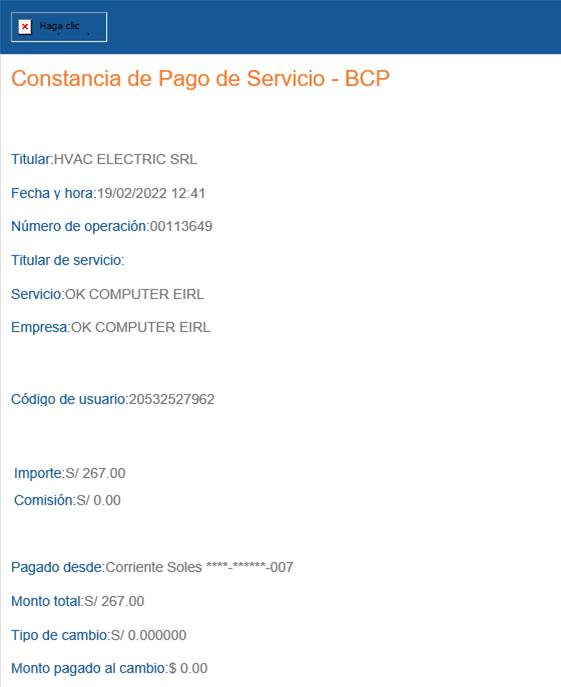 Haga clic
Constancia de Pago de Servicio - BCP
Titular:HVAC ELECTRIC SRL
Fecha y hora:19/02/2022 12:41
Número de operación:00113649
Titular de servicio:
Servicio:OK COMPUTER EIRL
Empresa:OK COMPUTER EIRL
Código de usuario:20532527962
Importe:S/ 267.00
Comisión:S/ 0.00
Pagado desde:Corriente Soles ****-******-007
Monto total:S/ 267.00
Tipo de cambio:S/ 0.000000
Monto pagado al cambio:$ 0.00